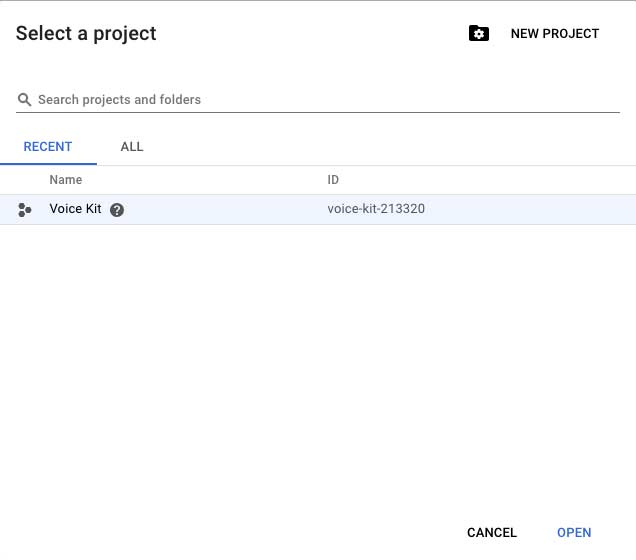 Select a project
NEW PROJECT
Search projects and folders
RECENT ALL
Name ID
Voice Kit ? voice-kit-213320
CANCEL OPEN